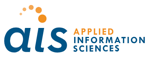 ais APPLIED
INFORMATION
SCIENCES